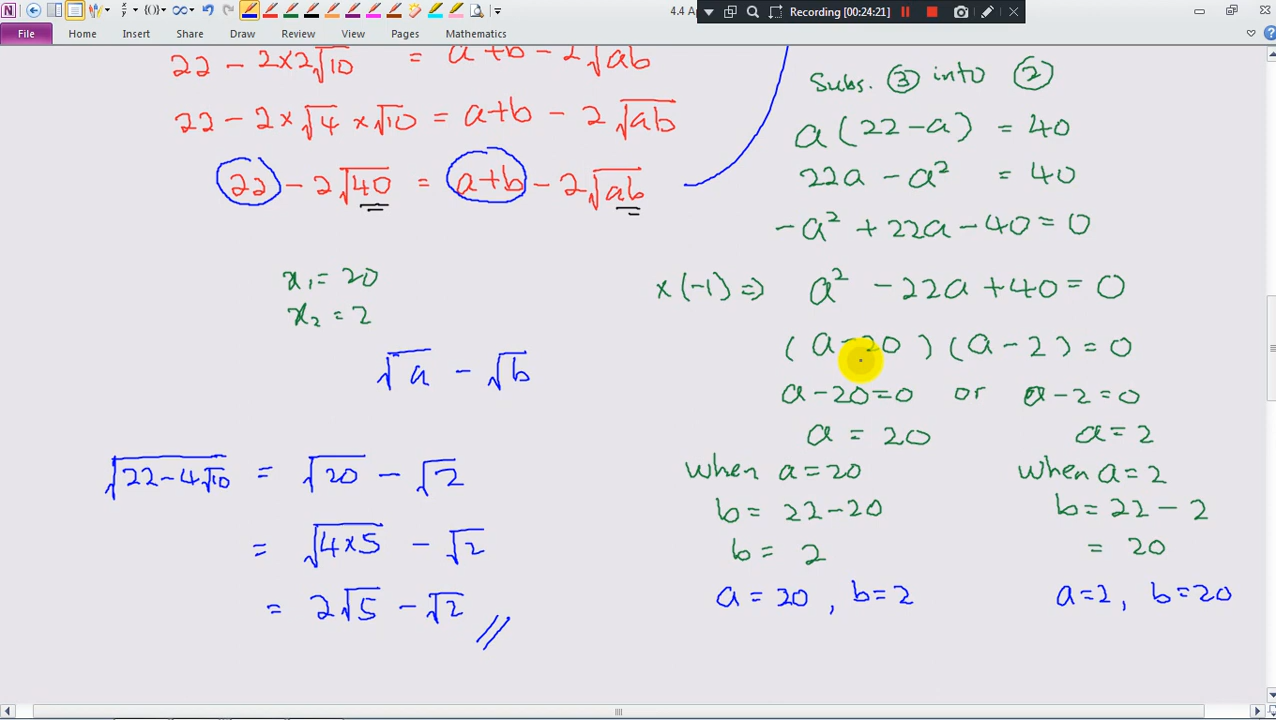 4.4 A
Recording [00:24:21]
File Home Insert Share Draw Review View Pages Mathematics
22 - 2×2√10 = a+b - 2√ab
22 - 2×√4×√10 = a+b - 2√ab
22 - 2√40 = a+b - 2√ab
x₁ = 20
x₂ = 2
√a - √b
√(22-4√10) = √20 - √2
= √(4×5) - √2
= 2√5 - √2 //
Subs. ③ into ②
a(22-a) = 40
22a - a² = 40
-a² + 22a - 40 = 0
×(-1) ⇒ a² - 22a + 40 = 0
(a-20)(a-2) = 0
a-20=0 or a-2=0
a = 20 a=2
when a=20 when a=2
b = 22-20 b = 22-2
b = 2 = 20
a = 20, b=2 a=2, b=20